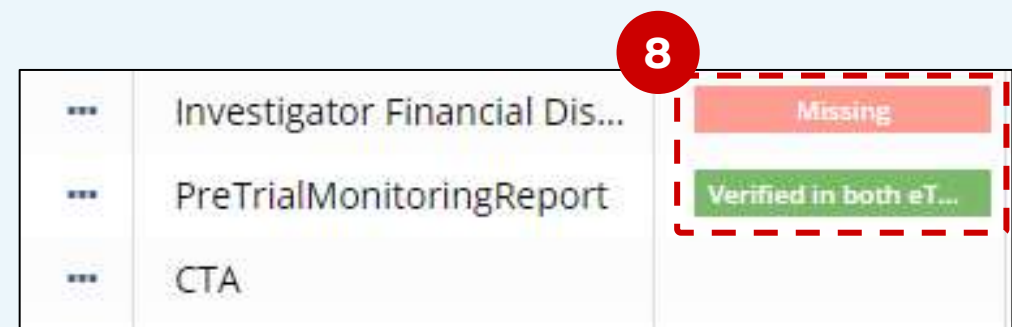 8
... Investigator Financial Dis... Missing
... PreTrialMonitoringReport Verified in both eT...
... CTA